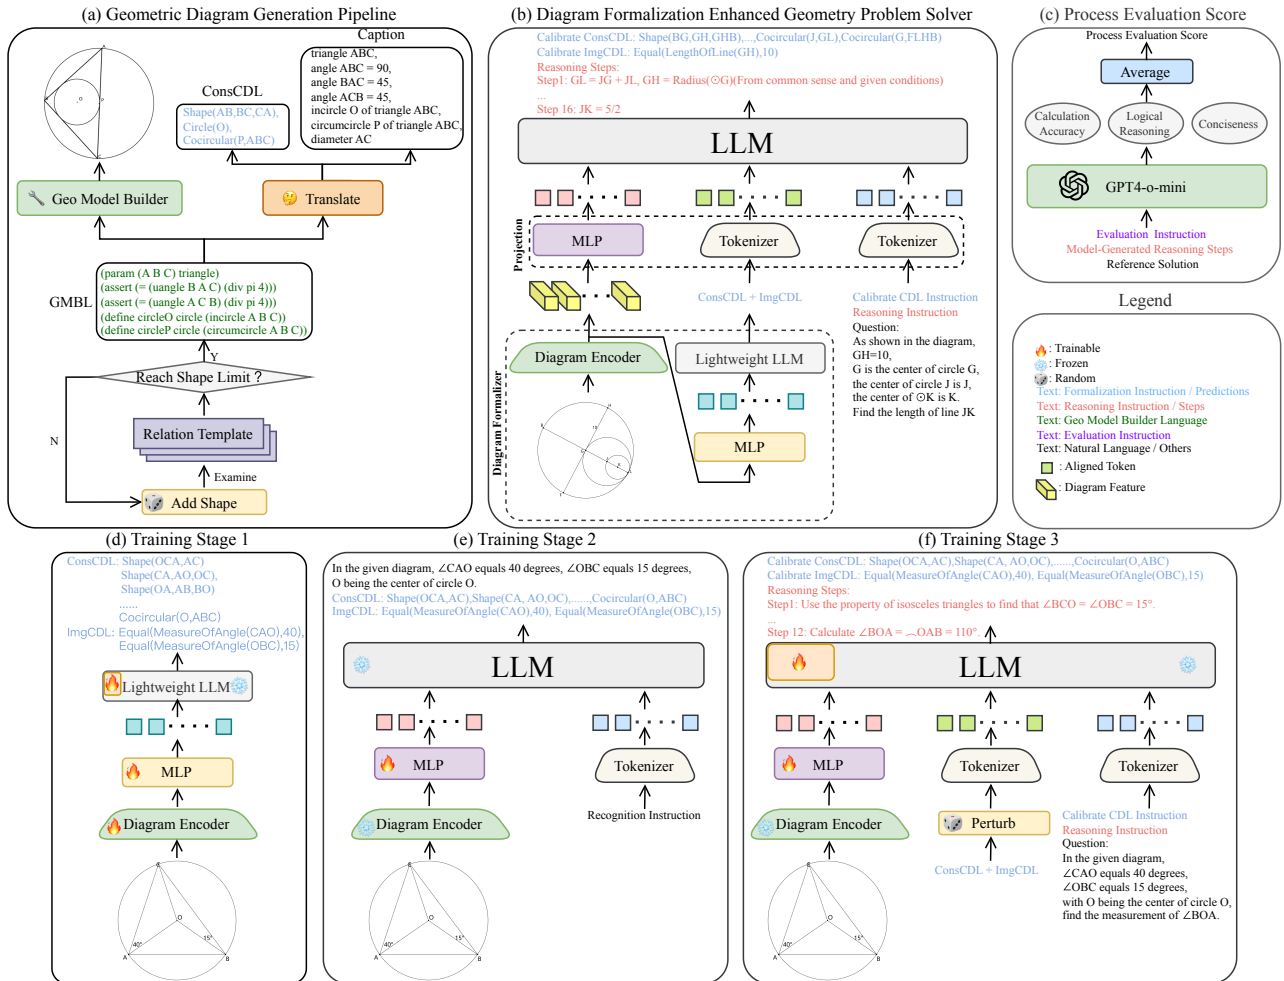 (a) Geometric Diagram Generation Pipeline
Caption
triangle ABC,
angle ABC = 90,
angle BAC = 45,
angle ACB = 45,
incircle O of triangle ABC,
circumcircle P of triangle ABC,
diameter AC
ConsCDL
Shape(AB,BC,CA),
Circle(O),
Cocircular(P,ABC)
Geo Model Builder
Translate
GMBL
(param (A B C) triangle)
(assert (= (uangle B A C) (div pi 4)))
(assert (= (uangle A C B) (div pi 4)))
(define circleO circle (incircle A B C))
(define circleP circle (circumcircle A B C))
Y
Reach Shape Limit ?
N
Relation Template
Examine
Add Shape
(b) Diagram Formalization Enhanced Geometry Problem Solver
Calibrate ConsCDL: Shape(BG,GH,GHB),...,Cocircular(J,GL),Cocircular(G,FLHB)
Calibrate ImgCDL: Equal(LengthOfLine(GH),10)
Reasoning Steps:
Step1: GL = JG + JL, GH = Radius(⊙G)(From common sense and given conditions)
...
Step 16: JK = 5/2
LLM
Projection
MLP
Tokenizer
Tokenizer
ConsCDL + ImgCDL
Calibrate CDL Instruction
Reasoning Instruction
Question:
As shown in the diagram,
GH=10,
G is the center of circle G,
the center of circle J is J,
the center of ⊙K is K.
Find the length of line JK
Diagram Formalizer
Diagram Encoder
Lightweight LLM
MLP
(c) Process Evaluation Score
Process Evaluation Score
Average
Calculation
Accuracy
Logical
Reasoning
Conciseness
GPT4-o-mini
Evaluation Instruction
Model-Generated Reasoning Steps
Reference Solution
Legend
: Trainable
: Frozen
: Random
Text: Formalization Instruction / Predictions
Text: Reasoning Instruction / Steps
Text: Geo Model Builder Language
Text: Evaluation Instruction
Text: Natural Language / Others
: Aligned Token
: Diagram Feature
(d) Training Stage 1
ConsCDL: Shape(OCA,AC)
Shape(CA,AO,OC),
Shape(OA,AB,BO)
......
Cocircular(O,ABC)
ImgCDL: Equal(MeasureOfAngle(CAO),40),
Equal(MeasureOfAngle(OBC),15)
Lightweight LLM
MLP
Diagram Encoder
C
O
40°
15°
A
B
(e) Training Stage 2
In the given diagram, ∠CAO equals 40 degrees, ∠OBC equals 15 degrees,
O being the center of circle O.
ConsCDL: Shape(OCA,AC),Shape(CA, AO,OC),......,Cocircular(O,ABC)
ImgCDL: Equal(MeasureOfAngle(CAO),40), Equal(MeasureOfAngle(OBC),15)
LLM
MLP
Tokenizer
Diagram Encoder
Recognition Instruction
C
O
40°
15°
A
B
(f) Training Stage 3
Calibrate ConsCDL: Shape(OCA,AC),Shape(CA, AO,OC),......,Cocircular(O,ABC)
Calibrate ImgCDL: Equal(MeasureOfAngle(CAO),40), Equal(MeasureOfAngle(OBC),15)
Reasoning Steps:
Step1: Use the property of isosceles triangles to find that ∠BCO = ∠OBC = 15°.
...
Step 12: Calculate ∠BOA = ⌒OAB = 110°.
LLM
MLP
Tokenizer
Tokenizer
Diagram Encoder
Perturb
ConsCDL + ImgCDL
Calibrate CDL Instruction
Reasoning Instruction
Question:
In the given diagram,
∠CAO equals 40 degrees,
∠OBC equals 15 degrees,
with O being the center of circle O,
find the measurement of ∠BOA.
C
O
40°
15°
A
B